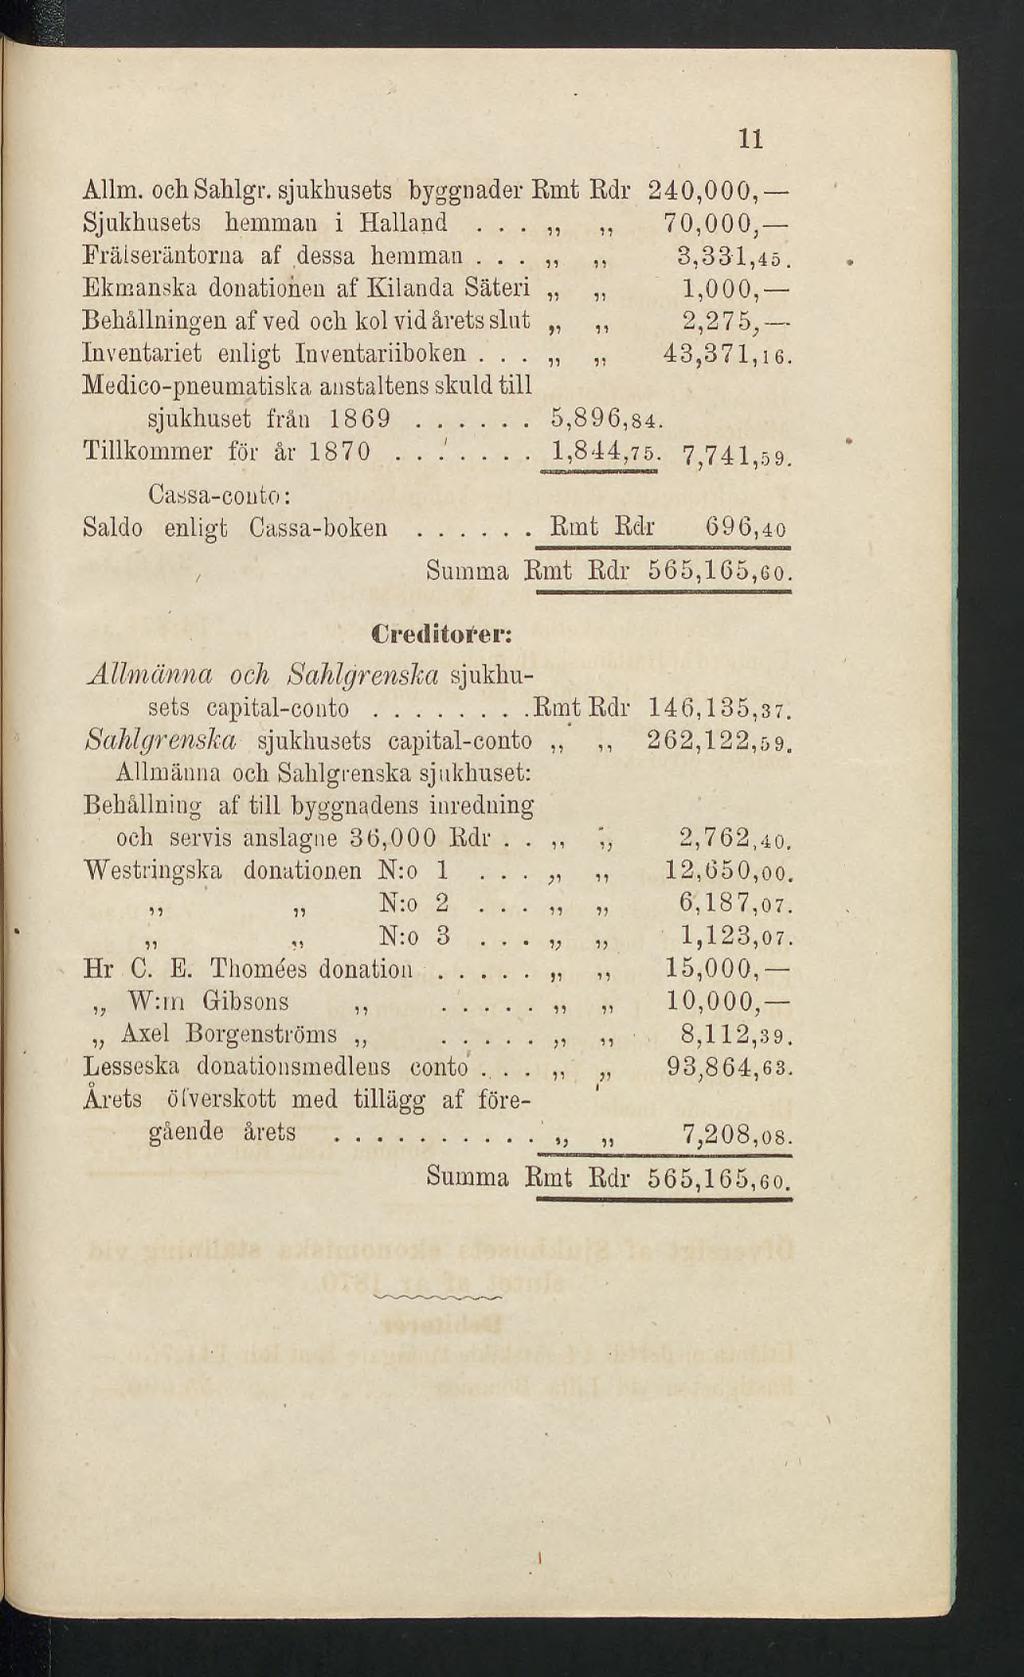 11
Allm. och Sahlgr. sjukhusets byggnader Rmt Rdr 240,000,—
Sjukhusets hemman i Halland . . . „ „ 70,000,—
Frälseräntorna af dessa hemman . . . „ „ 3,331,45.
Ekmanska donationen af Kilanda Säteri „ „ 1,000,—
Behållningen af ved och kol vid årets slut „ „ 2,275,—
Inventariet enligt Inventariiboken . . . „ „ 43,371,16.
Medico-pneumatiska anstaltens skuld till
sjukhuset från 1869 . . . . . . 5,896,84.
Tillkommer för år 1870 . . . . . . . 1,844,75. 7,741,59.
Cassa-conto:
Saldo enligt Cassa-boken . . . . . . Rmt Rdr 696,40
Summa Rmt Rdr 565,165,60.
Creditorer:
Allmänna och Sahlgrenska sjukhu-
sets capital-conto . . . . . . . . Rmt Rdr 146,135,37.
Sahlgrenska sjukhusets capital-conto „ „ 262,122,59.
Allmänna och Sahlgrenska sjukhuset:
Behållning af till byggnadens inredning
och servis anslagne 36,000 Rdr . . „ „ 2,762,40.
Westringska donationen N:o 1 . . . „ „ 12,650,00.
„ „ N:o 2 . . . „ „ 6,187,07.
„ „ N:o 3 . . . „ „ 1,123,07.
Hr C. E. Thomées donation . . . . . „ „ 15,000,—
„ W:m Gibsons „ . . . . . „ „ 10,000,—
„ Axel Borgenströms „ . . . . . „ „ 8,112,39.
Lesseska donationsmedlens conto . . . „ „ 93,864,63.
Årets öfverskott med tillägg af före-
gående årets . . . . . . . . . . „ „ 7,208,08.
Summa Rmt Rdr 565,165,60.